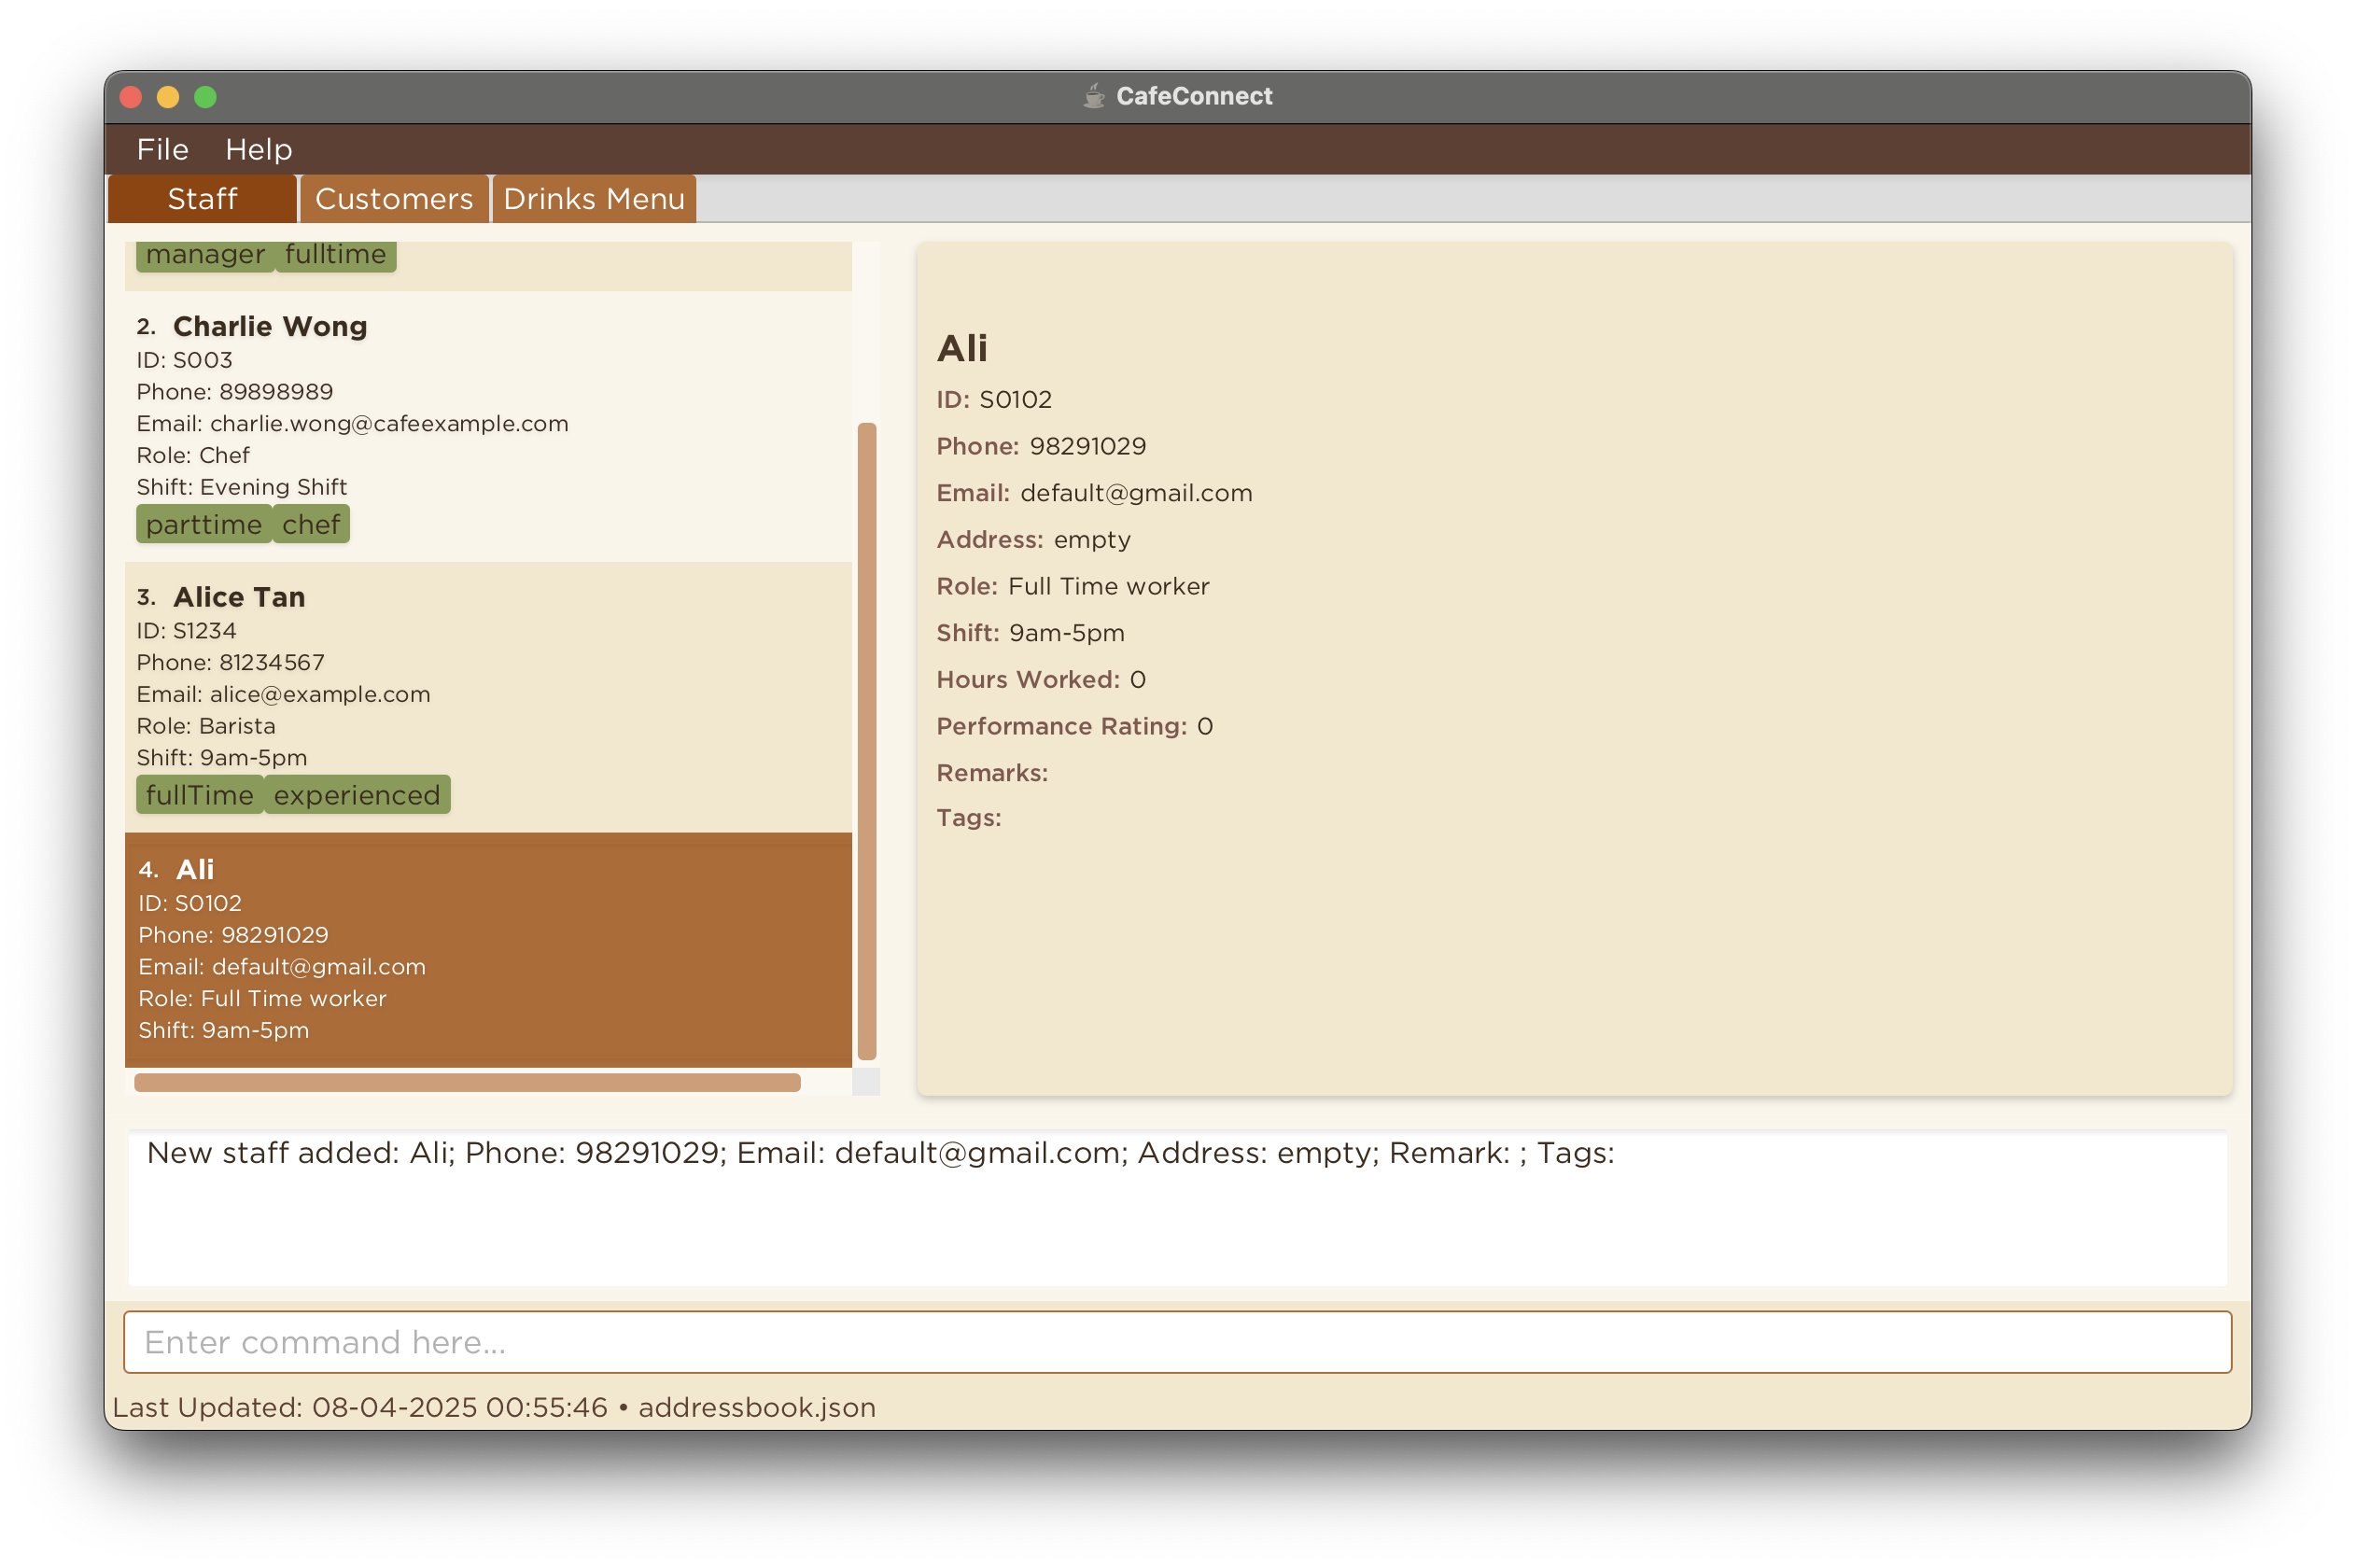 CafeConnect
File Help
Staff Customers Drinks Menu
manager fulltime
2. Charlie Wong
ID: S003
Phone: 89898989
Email: charlie.wong@cafeexample.com
Role: Chef
Shift: Evening Shift
parttime chef
3. Alice Tan
ID: S1234
Phone: 81234567
Email: alice@example.com
Role: Barista
Shift: 9am-5pm
fullTime experienced
4. Ali
ID: S0102
Phone: 98291029
Email: default@gmail.com
Role: Full Time worker
Shift: 9am-5pm
Ali
ID: S0102
Phone: 98291029
Email: default@gmail.com
Address: empty
Role: Full Time worker
Shift: 9am-5pm
Hours Worked: 0
Performance Rating: 0
Remarks:
Tags:
New staff added: Ali; Phone: 98291029; Email: default@gmail.com; Address: empty; Remark: ; Tags:
Enter command here...
Last Updated: 08-04-2025 00:55:46 • addressbook.json